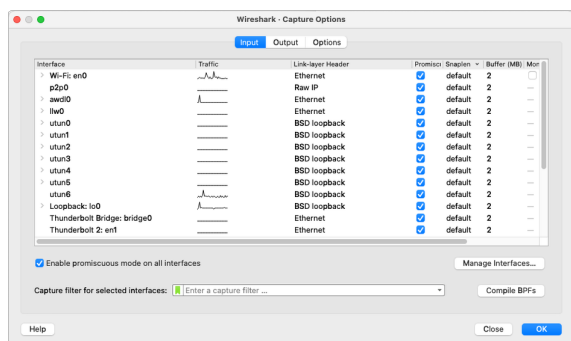 Wireshark · Capture Options
Input Output Options
Interface Traffic Link-layer Header Promisc Snaplen Buffer (MB) Mor
Wi-Fi: en0 Ethernet default 2
p2p0 Raw IP default 2 —
awdl0 Ethernet default 2 —
llw0 Ethernet default 2 —
utun0 BSD loopback default 2 —
utun1 BSD loopback default 2 —
utun2 BSD loopback default 2 —
utun3 BSD loopback default 2 —
utun4 BSD loopback default 2 —
utun5 BSD loopback default 2 —
utun6 BSD loopback default 2 —
Loopback: lo0 BSD loopback default 2 —
Thunderbolt Bridge: bridge0 Ethernet default 2 —
Thunderbolt 2: en1 Ethernet default 2 —
Enable promiscuous mode on all interfaces Manage Interfaces...
Capture filter for selected interfaces: Enter a capture filter ... Compile BPFs
Help Close OK